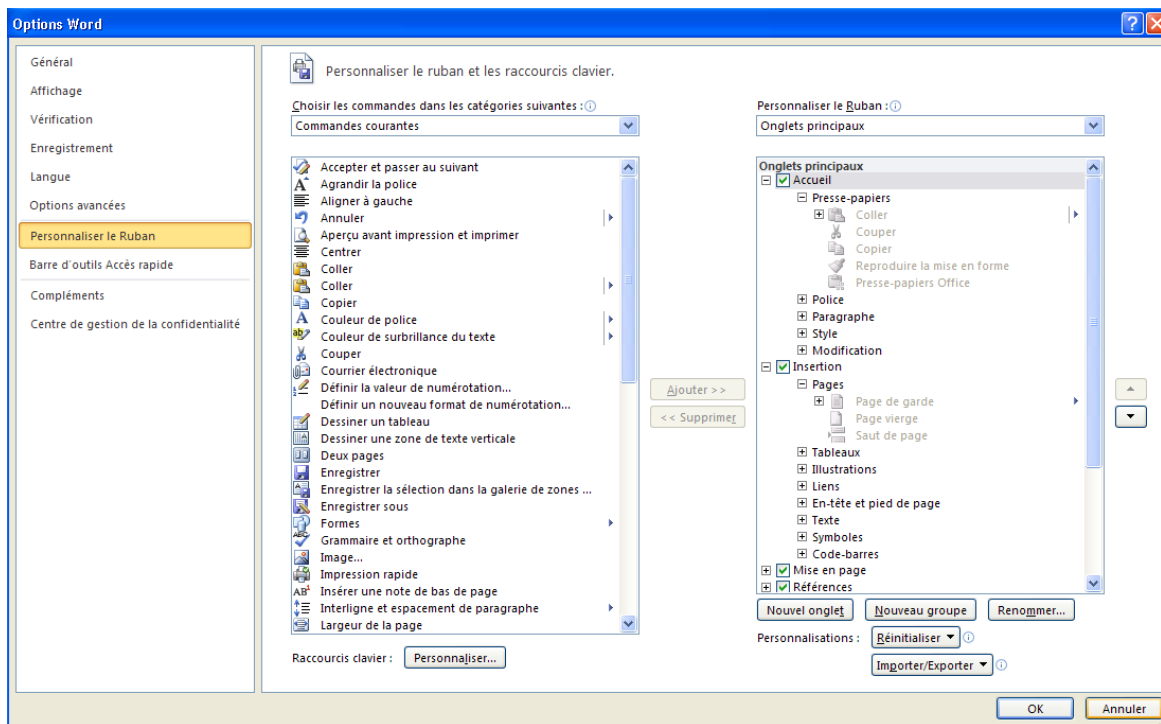 Options Word
Général
Affichage
Vérification
Enregistrement
Langue
Options avancées
Personnaliser le Ruban
Barre d'outils Accès rapide
Compléments
Centre de gestion de la confidentialité
Personnaliser le ruban et les raccourcis clavier.
Choisir les commandes dans les catégories suivantes :
Commandes courantes
Accepter et passer au suivant
Agrandir la police
Aligner à gauche
Annuler
Aperçu avant impression et imprimer
Centrer
Coller
Coller
Copier
Couleur de police
Couleur de surbrillance du texte
Couper
Courrier électronique
Définir la valeur de numérotation...
Définir un nouveau format de numérotation...
Dessiner un tableau
Dessiner une zone de texte verticale
Deux pages
Enregistrer
Enregistrer la sélection dans la galerie de zones ...
Enregistrer sous
Formes
Grammaire et orthographe
Image...
Impression rapide
Insérer une note de bas de page
Interligne et espacement de paragraphe
Largeur de la page
Raccourcis clavier :
Personnaliser...
Ajouter >>
<< Supprimer
Personnaliser le Ruban :
Onglets principaux
Onglets principaux
Accueil
Presse-papiers
Coller
Couper
Copier
Reproduire la mise en forme
Presse-papiers Office
Police
Paragraphe
Style
Modification
Insertion
Pages
Page de garde
Page vierge
Saut de page
Tableaux
Illustrations
Liens
En-tête et pied de page
Texte
Symboles
Code-barres
Mise en page
Références
Nouvel onglet Nouveau groupe Renommer...
Personnalisations : Réinitialiser
Importer/Exporter
OK Annuler